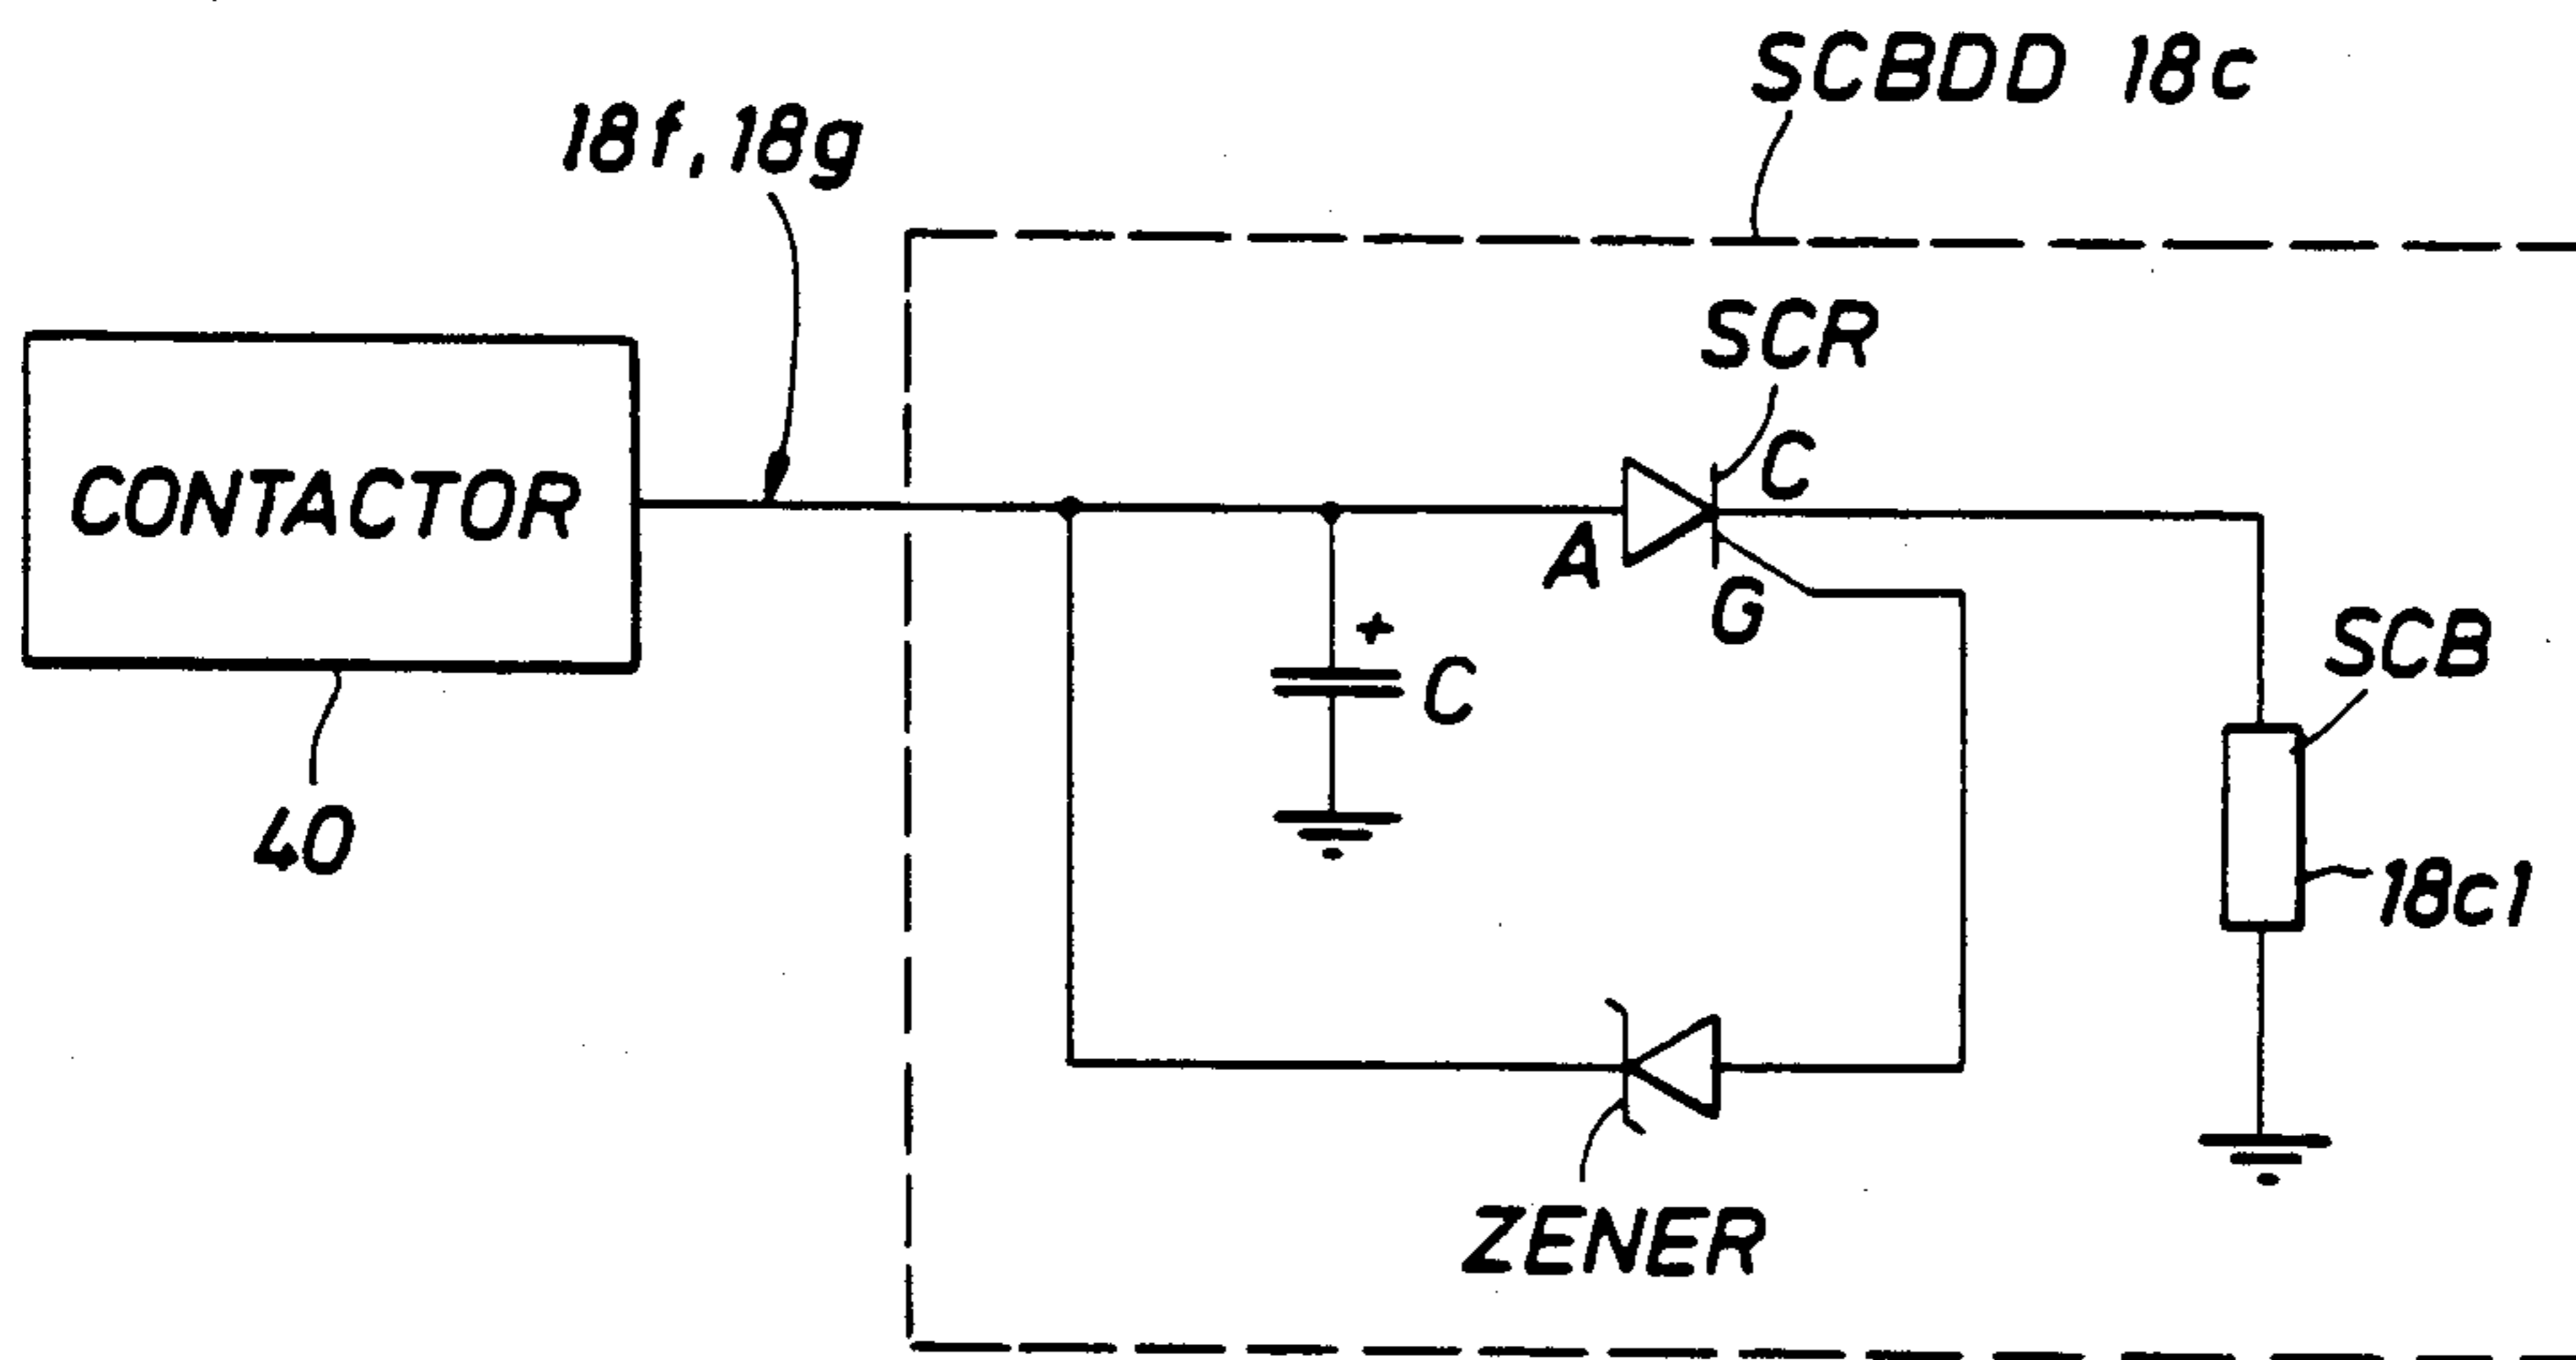 SCBDD 18c
18f, 18g
SCR
C
CONTACTOR
A
G
+
C
SCB
40
18c1
ZENER